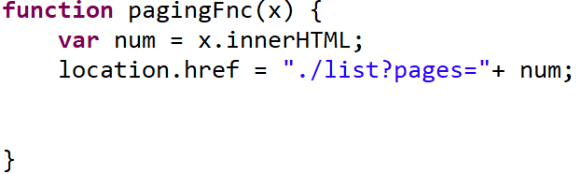 function pagingFnc(x) {
    var num = x.innerHTML;
    location.href = "./list?pages="+ num;
}